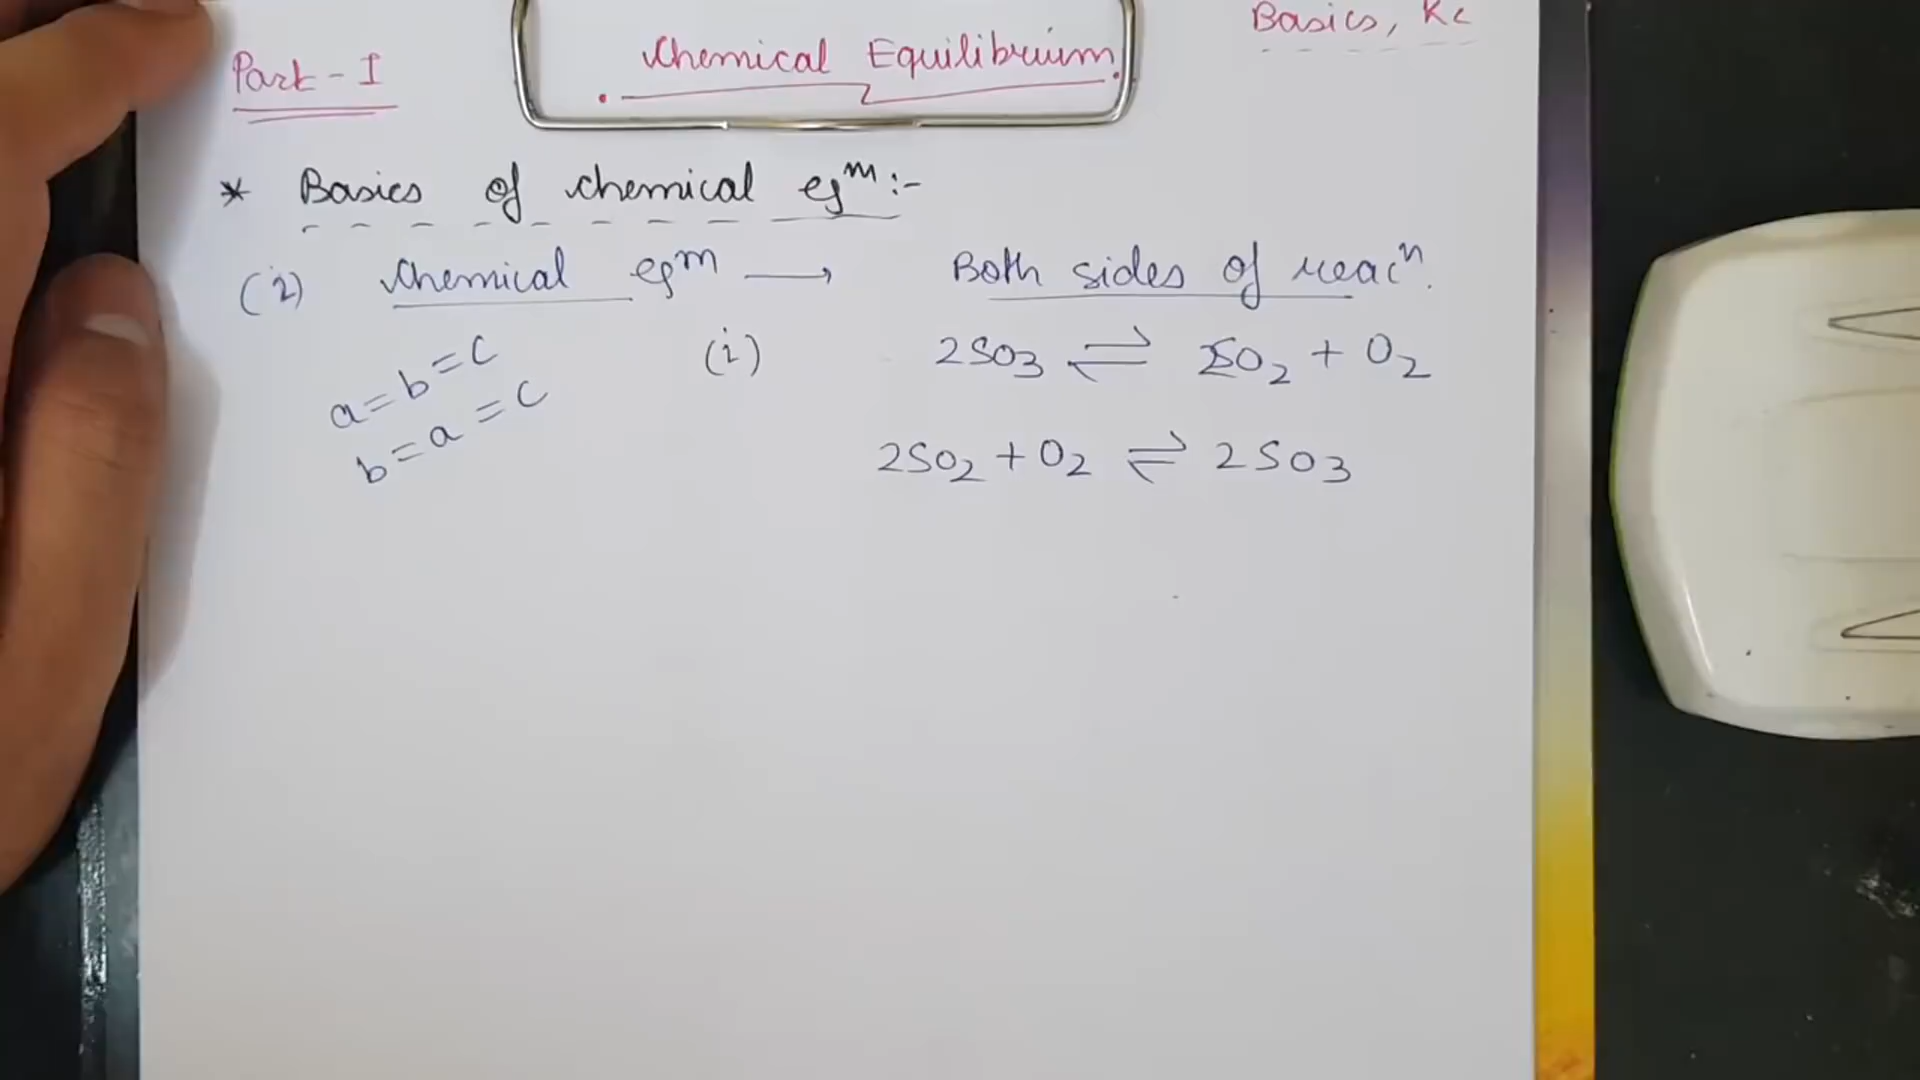 Part - I
Chemical Equilibrium
Basics, Kc
* Basics of chemical eqᵐ :-
(i) Chemical eqᵐ ⟶ Both sides of reacⁿ.
a = b = c
b = a = c
(i) 2SO₃ ⇌ 2SO₂ + O₂
2SO₂ + O₂ ⇌ 2SO₃